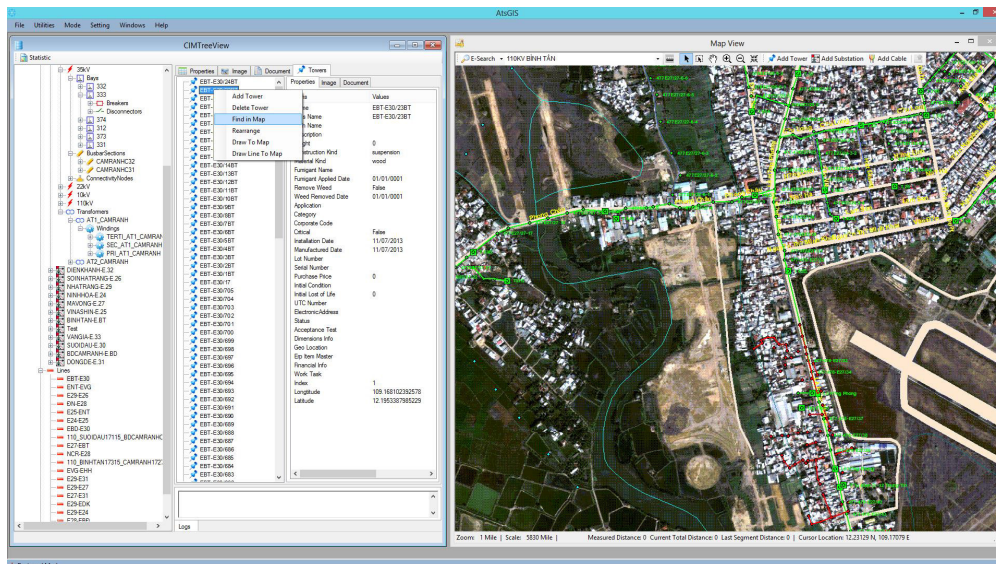 AtsGIS
File Utilities Mode Setting Windows Help
CIMTreeView
Statistic
35kV
Bays
332
333
Breakers
Disconnectors
374
312
373
331
BusbarSections
CAMRANHC32
CAMRANHC31
ConnectivityNodes
22kV
10kV
110kV
Transformers
AT1_CAMRANH
Windings
TERTI_AT1_CAMRAN
SEC_AT1_CAMRANH
PRI_AT1_CAMRANH
AT2_CAMRANH
DIENKHANH-E.32
SOINHATRANG-E.26
NHATRANG-E.29
NINHHOA-E.24
MAVONG-E.27
VINASHIN-E.25
BINHTAN-E.BT
Test
VANGIA-E.33
SUOIDAU-E.30
BDCAMRANH-E.BD
DONGDE-E.31
Lines
EBT-E30
ENT-EVG
E29-E26
ĐN-E28
E25-ENT
E24-E25
EBD-E30
110_SUOIDAU17115_BDCAMRANHC
E27-EBT
NCR-E28
110_BINHTAN17315_CAMRANH172
EVG-EHH
E29-E31
E29-E27
E27-E31
E29-EDK
E29-E24
Properties Image Document Towers
EBT-E30/24BT
Add Tower
Delete Tower
Find in Map
Rearrange
Draw To Map
Draw Line To Map
EBT-E30/14BT
EBT-E30/13BT
EBT-E30/12BT
EBT-E30/11BT
EBT-E30/10BT
EBT-E30/9BT
EBT-E30/8BT
EBT-E30/7BT
EBT-E30/6BT
EBT-E30/5BT
EBT-E30/4BT
EBT-E30/3BT
EBT-E30/2BT
EBT-E30/1BT
EBT-E30/17
EBT-E30/705
EBT-E30/704
EBT-E30/703
EBT-E30/702
EBT-E30/701
EBT-E30/700
EBT-E30/699
EBT-E30/698
EBT-E30/697
EBT-E30/696
EBT-E30/695
EBT-E30/694
EBT-E30/693
EBT-E30/692
EBT-E30/691
EBT-E30/690
EBT-E30/689
EBT-E30/688
EBT-E30/687
EBT-E30/686
EBT-E30/685
EBT-E30/684
EBT-E30/683
Properties Image Document
Values
EBT-E30/23BT
Name EBT-E30/23BT
Name
0
Kind suspension
Material Kind wood
Fumigant Name
Fumigant Applied Date 01/01/0001
Remove Weed False
Weed Removed Date 01/01/0001
Application
Category
Corporate Code
Critical False
Installation Date 11/07/2013
Manufactured Date 11/07/2013
Lot Number
Serial Number
Purchase Price 0
Initial Condition
Initial Lost of Life 0
UTC Number
ElectronicAddress
Status
Acceptance Test
Dimensions Info
Geo Location
Erp Item Master
Financial Info
Work Task
Index 1
Longtitude 109.168102392578
Latitude 12.1953387985229
Logs
Map View
E-Search 110KV BÌNH TÂN Add Tower Add Substation Add Cable
Zoom: 1 Mile | Scale: 5830 Mile | Measured Distance: 0 Current Total Distance: 0 Last Segment Distance: 0 | Cursor Location: 12.23129 N, 109.17079 E